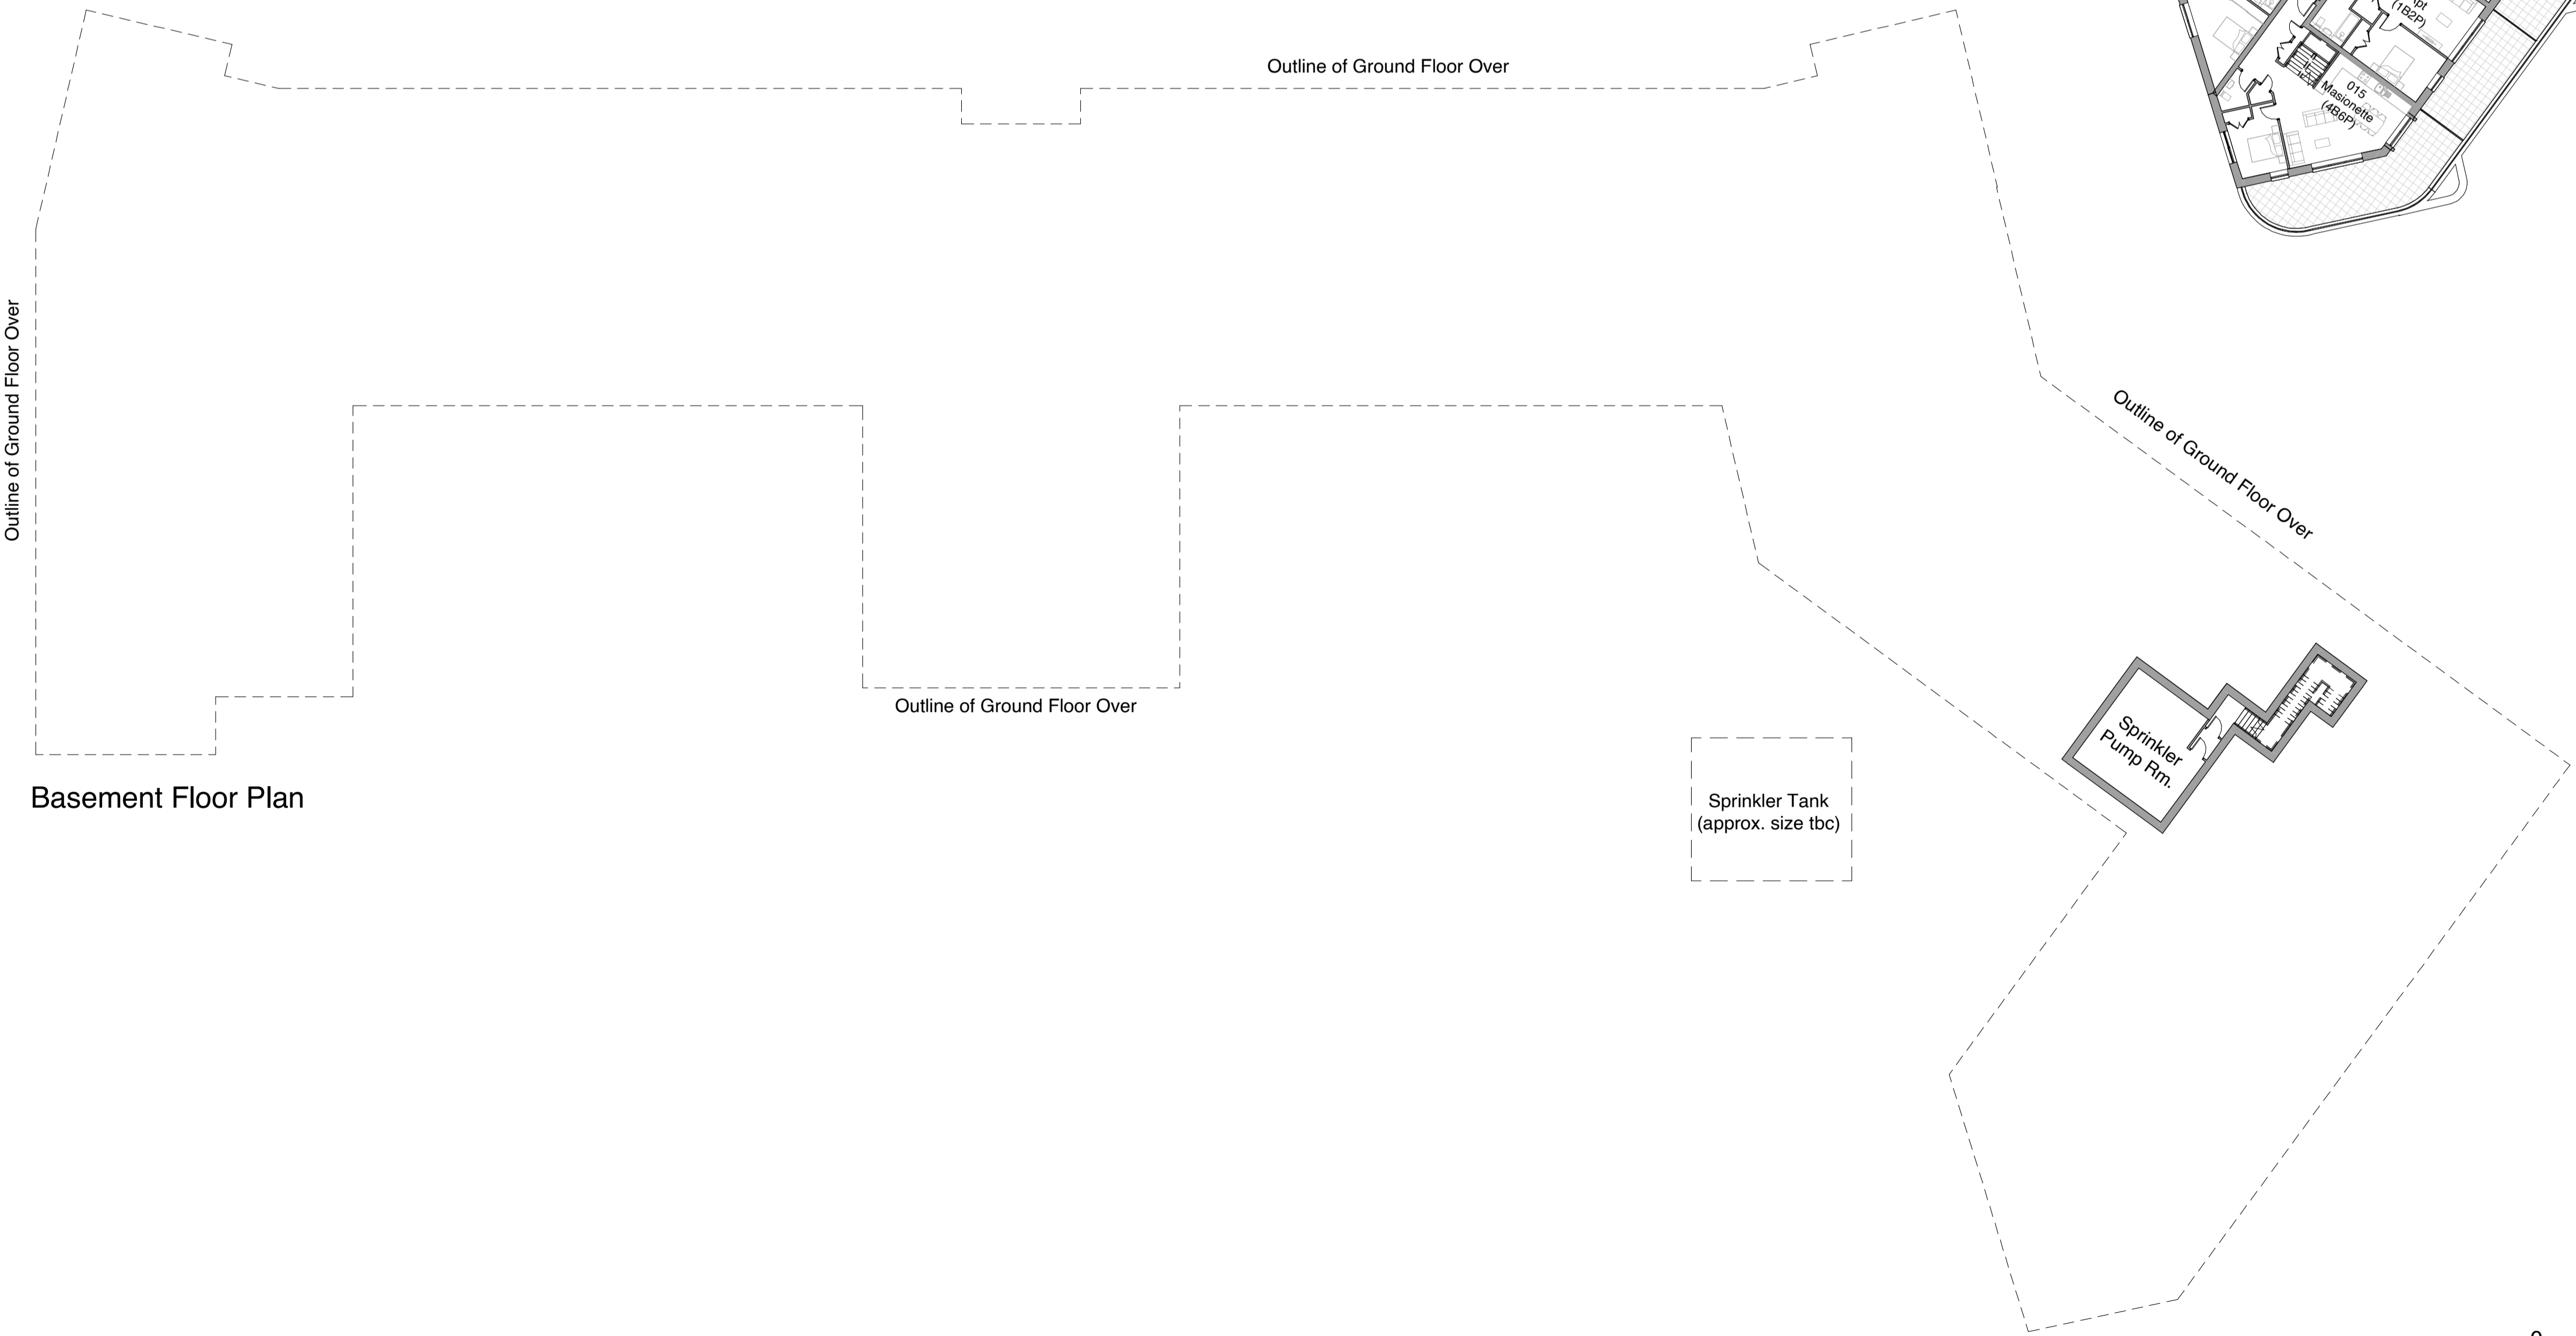 (1B2P)
015
Masionette
(4B6P)
Outline of Ground Floor Over
Outline of Ground Floor Over
Outline of Ground Floor Over
Outline of Ground Floor Over
Sprinkler
Pump Rm.
Basement Floor Plan
Sprinkler Tank
(approx. size tbc)